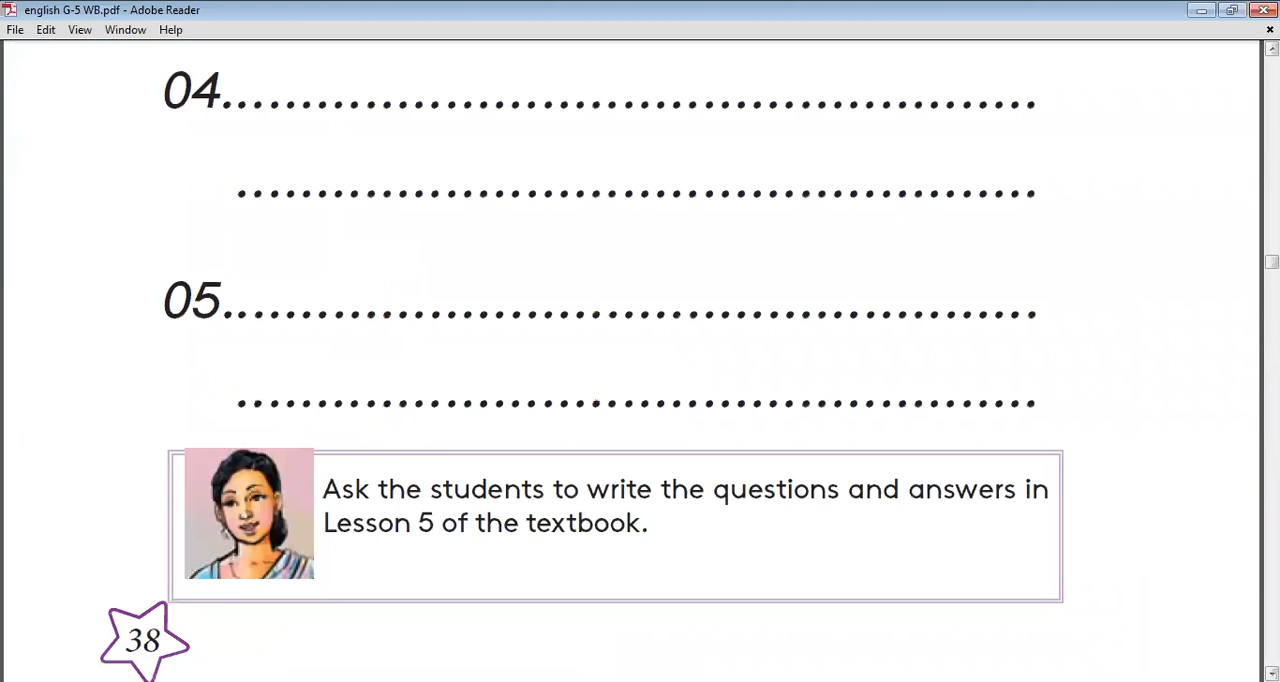 english G-5 WB.pdf - Adobe Reader
File Edit View Window Help
04..................................................
..................................................
05..................................................
..................................................
Ask the students to write the questions and answers in
Lesson 5 of the textbook.
38